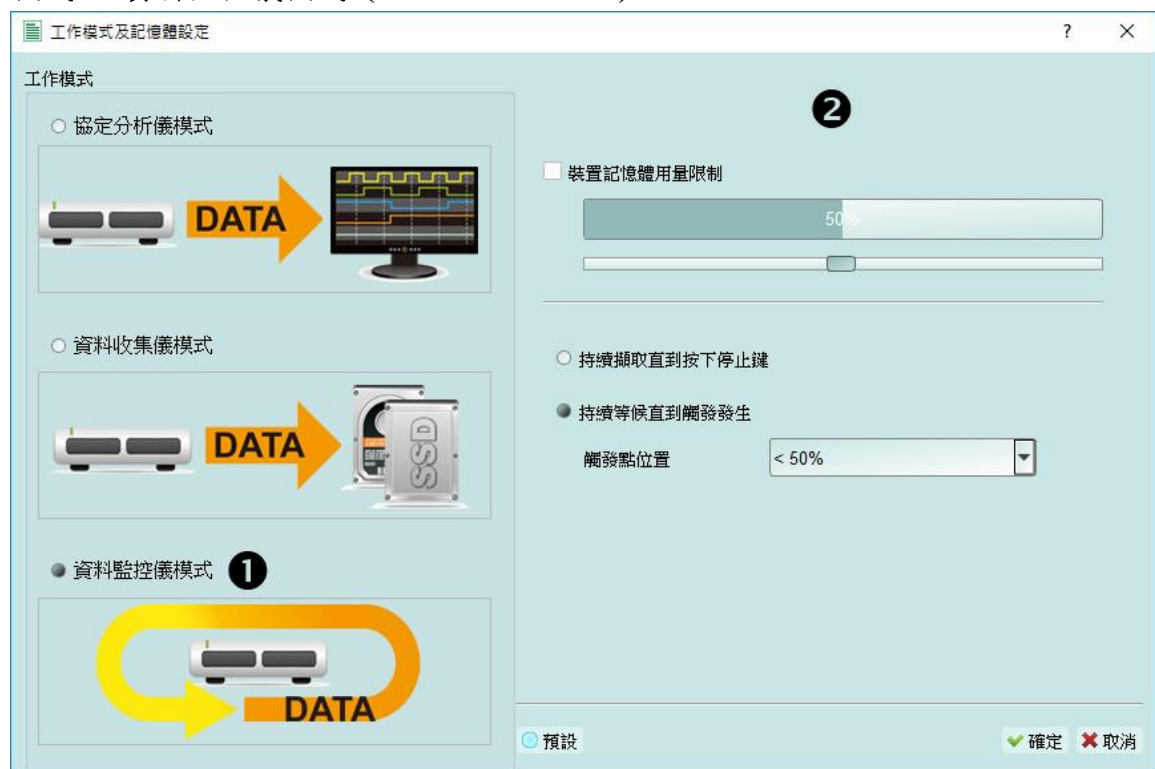 工作模式及記憶體設定
? ×
工作模式
協定分析儀模式
DATA
資料收集儀模式
DATA
SSD
資料監控儀模式 ❶
DATA
❷
裝置記憶體用量限制
50%
持續擷取直到按下停止鍵
持續等候直到觸發發生
觸發點位置 < 50%
預設
確定 取消